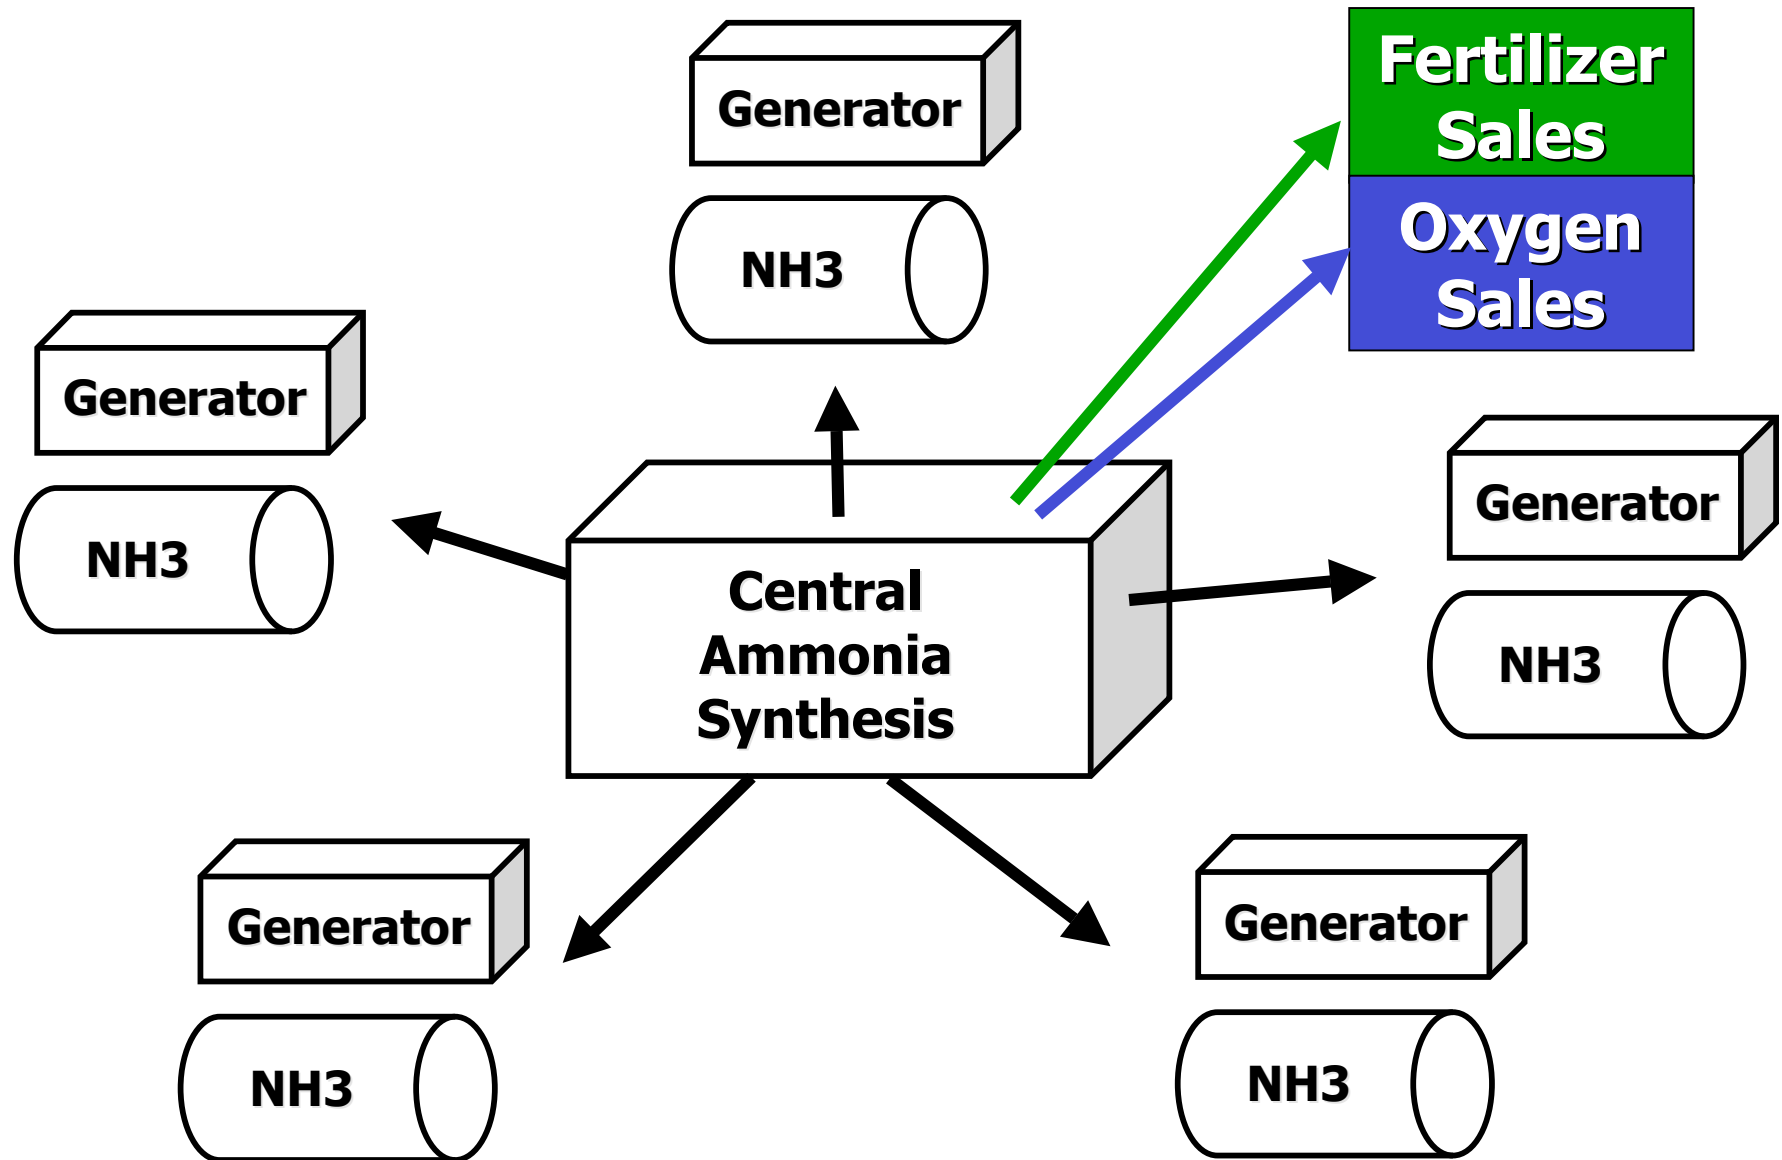 Generator
NH3
Fertilizer
Sales
Oxygen
Sales
Generator
NH3
Central
Ammonia
Synthesis
Generator
NH3
Generator
NH3
Generator
NH3